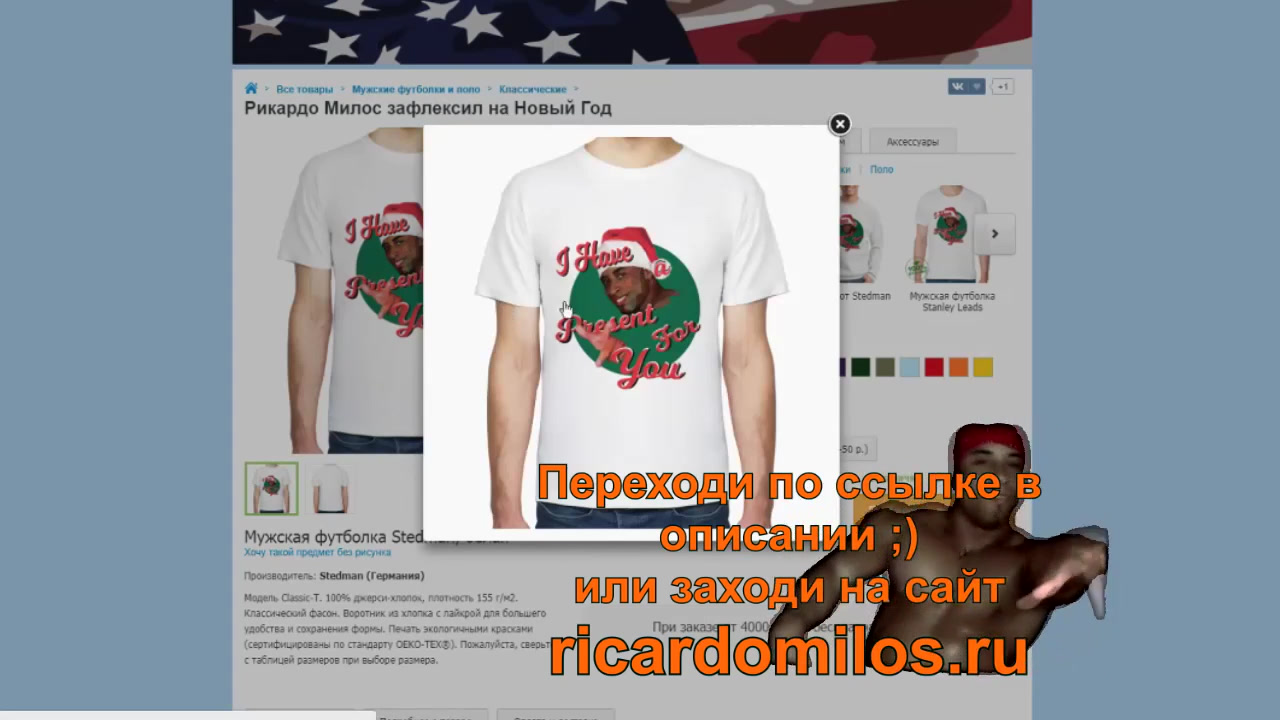 Все товары > Мужские футболки и поло > Классические >
Рикардо Милос зафлексил на Новый Год
+1
Аксессуары
Поло
I Have
a
Present
For
You
I Have
Present
от Stedman
Мужская футболка
Stanley Leads
-50 р.)
Переходи по ссылке в
описании ;)
или заходи на сайт
ricardomilos.ru
Мужская футболка
Хочу такой предмет без рисунка
Производитель: Stedman (Германия)
Модель Classic-T. 100% джерси-хлопок, плотность 155 г/м2.
Классический фасон. Воротник из хлопка с лайкрой для большего
удобства и сохранения формы. Печать экологичными красками
(сертифицированы по стандарту OEKO-TEX®). Пожалуйста, сверьт
с таблицей размеров при выборе размера.
При заказе от 4000